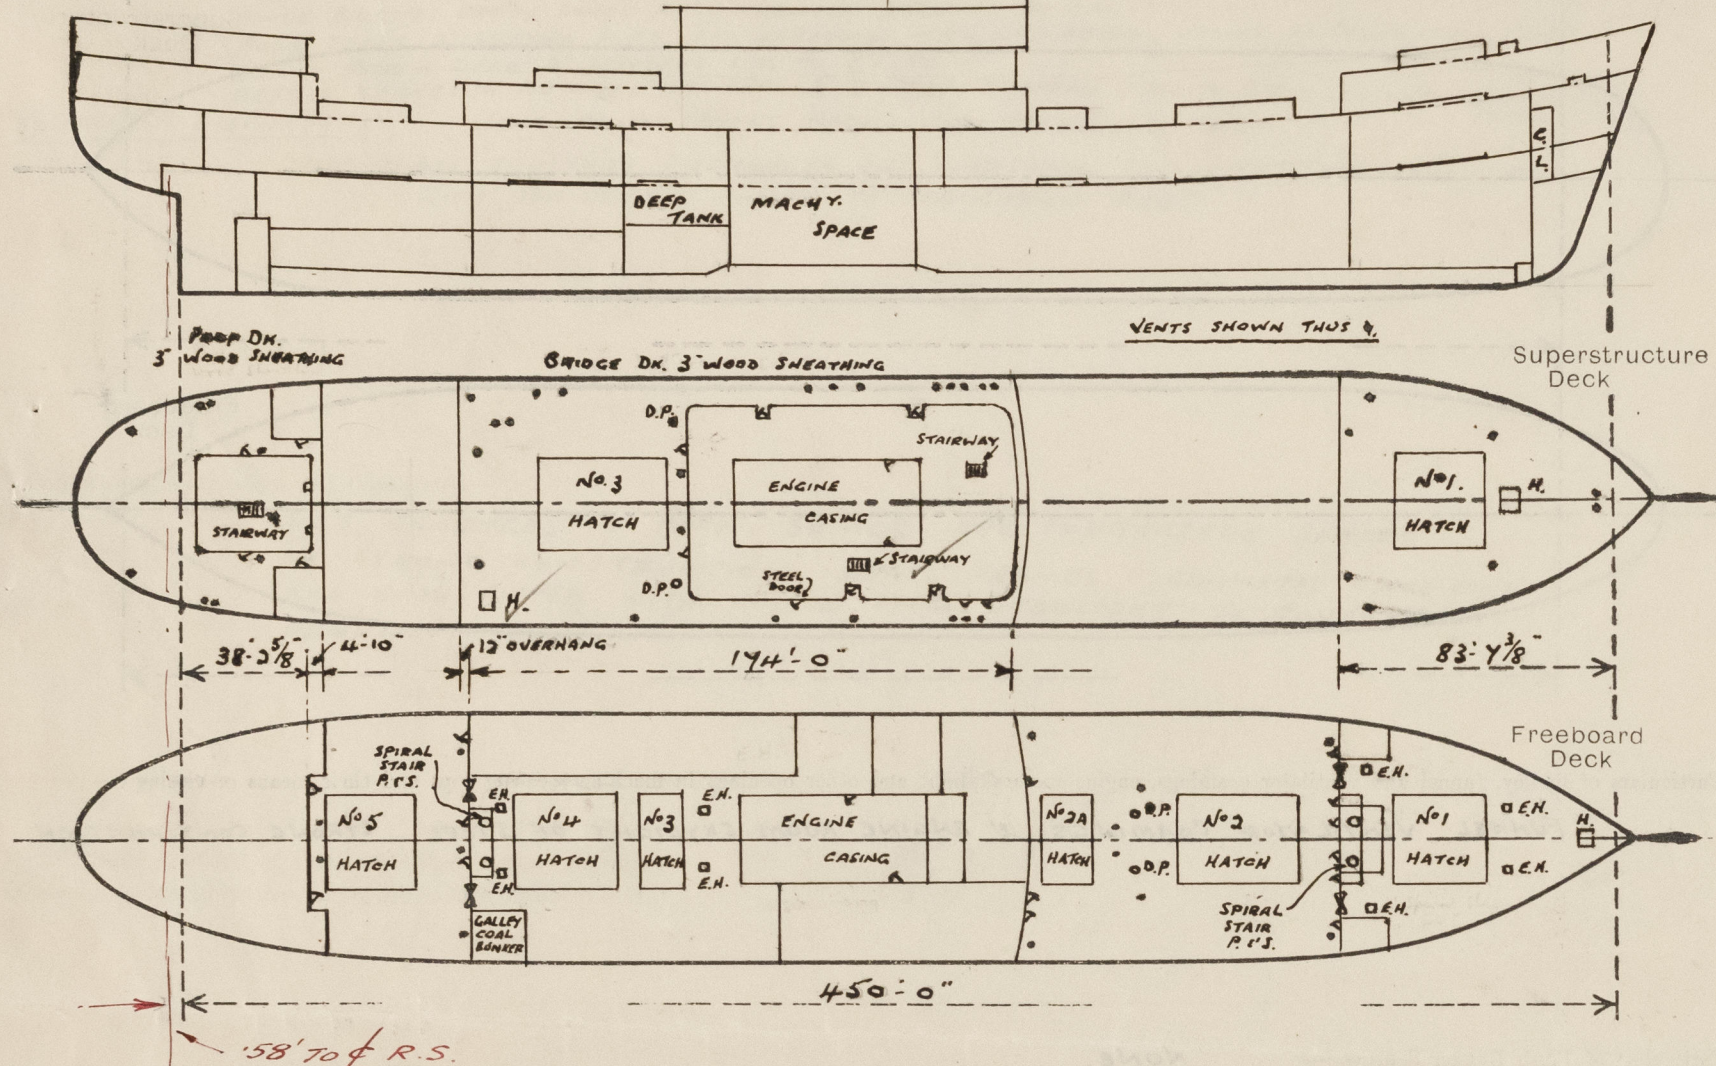 C.
L.
DEEP
TANK
MACHY.
SPACE
POOP DK.
3" WOOD SHEATHING
BRIDGE DK. 3" WOOD SHEATHING
VENTS SHOWN THUS
Superstructure
Deck
D.P.
STAIRWAY
No. 3
HATCH
ENGINE
CASING
No 1.
HATCH
H.
STAIRWAY
STAIRWAY
STEEL
DOOR
D.P.
H.
38'-2 5/8"
4'-10"
12" OVERHANG
174'-0"
83'-7 3/8"
Freeboard
Deck
SPIRAL
STAIR
P. & S.
E.H.
E.H.
E.H.
No 5
HATCH
No 4
HATCH
No 3
HATCH
ENGINE
CASING
No 2A
HATCH
D.P.
D.P.
No 2
HATCH
No 1
HATCH
E.H.
H.
E.H.
E.H.
E.H.
E.H.
GALLEY
COAL
BUNKER
SPIRAL
STAIR
P. & S.
450'-0"
.58' TO ₵ R.S.